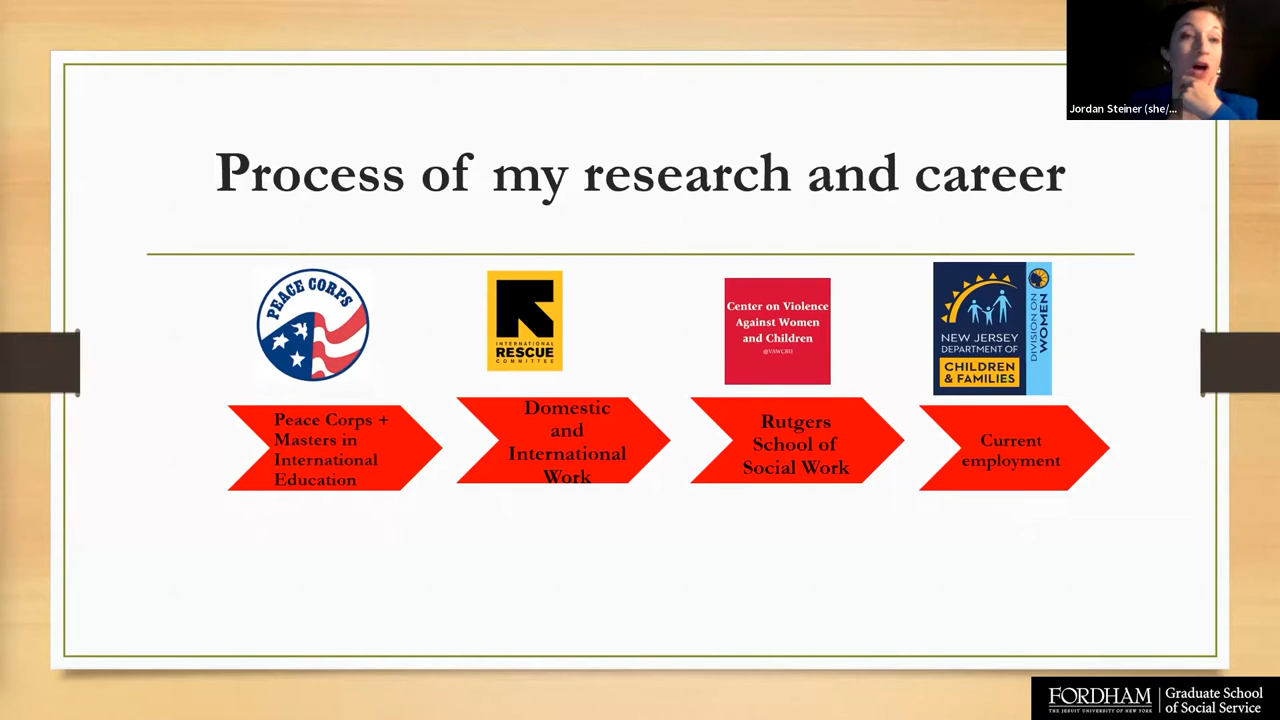 Jordan Steiner (she/...
Process of my research and career
PEACE CORPS
INTERNATIONAL
RESCUE
COMMITTEE
Center on Violence
Against Women
and Children
@VAWCRU
NEW JERSEY
DEPARTMENT OF
CHILDREN
& FAMILIES
DIVISION ON
WOMEN
Peace Corps +
Masters in
International
Education
Domestic
and
International
Work
Rutgers
School of
Social Work
Current
employment
FORDHAM
THE JESUIT UNIVERSITY OF NEW YORK
Graduate School
of Social Service